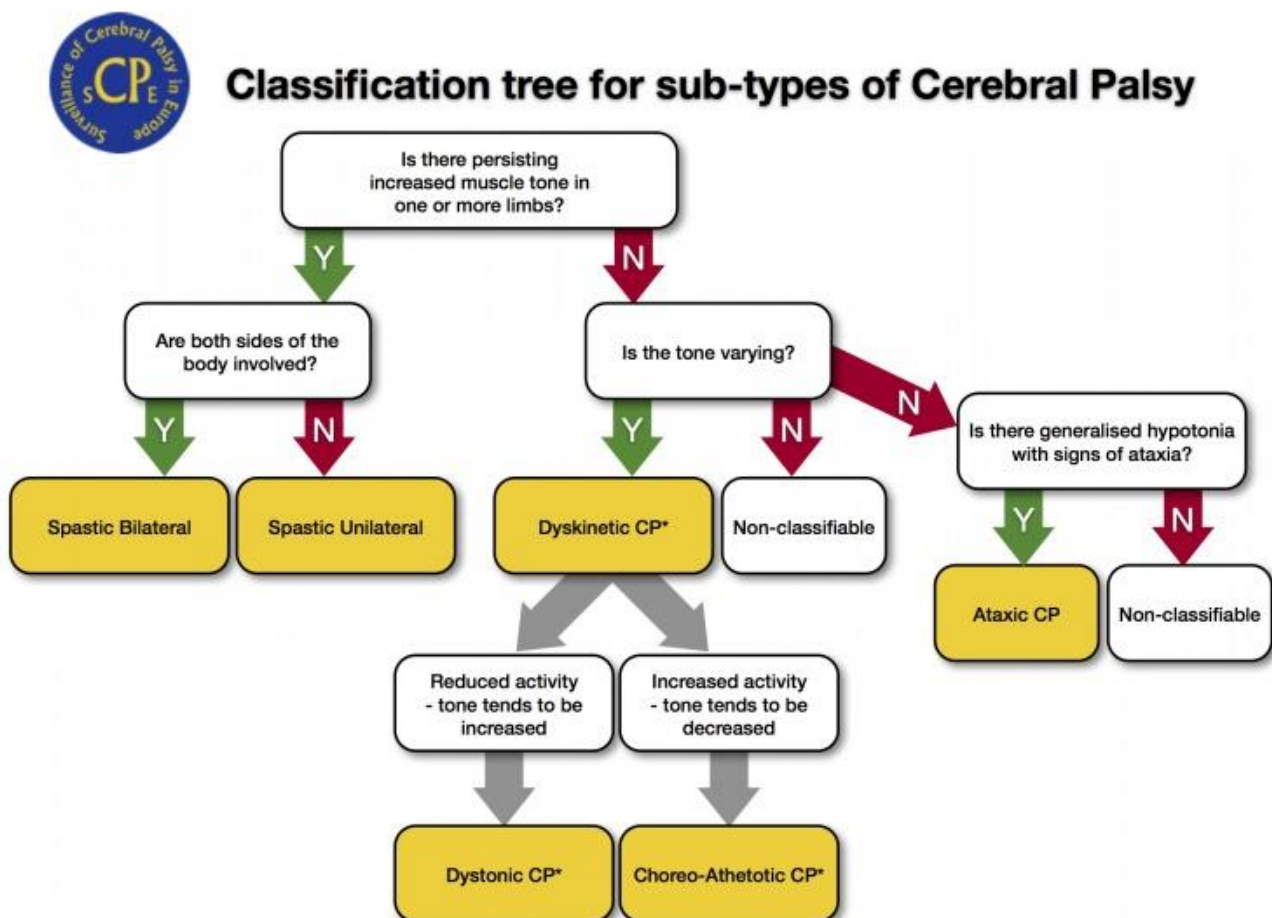 Surveillance of Cerebral Palsy in Europe
SCPE
Classification tree for sub-types of Cerebral Palsy
Is there persisting
increased muscle tone in
one or more limbs?
Y
N
Are both sides of the
body involved?
Is the tone varying?
Y
N
Y
N
N
Is there generalised hypotonia
with signs of ataxia?
Spastic Bilateral
Spastic Unilateral
Dyskinetic CP*
Non-classifiable
Y
N
Ataxic CP
Non-classifiable
Reduced activity
- tone tends to be
increased
Increased activity
- tone tends to be
decreased
Dystonic CP*
Choreo-Athetotic CP*